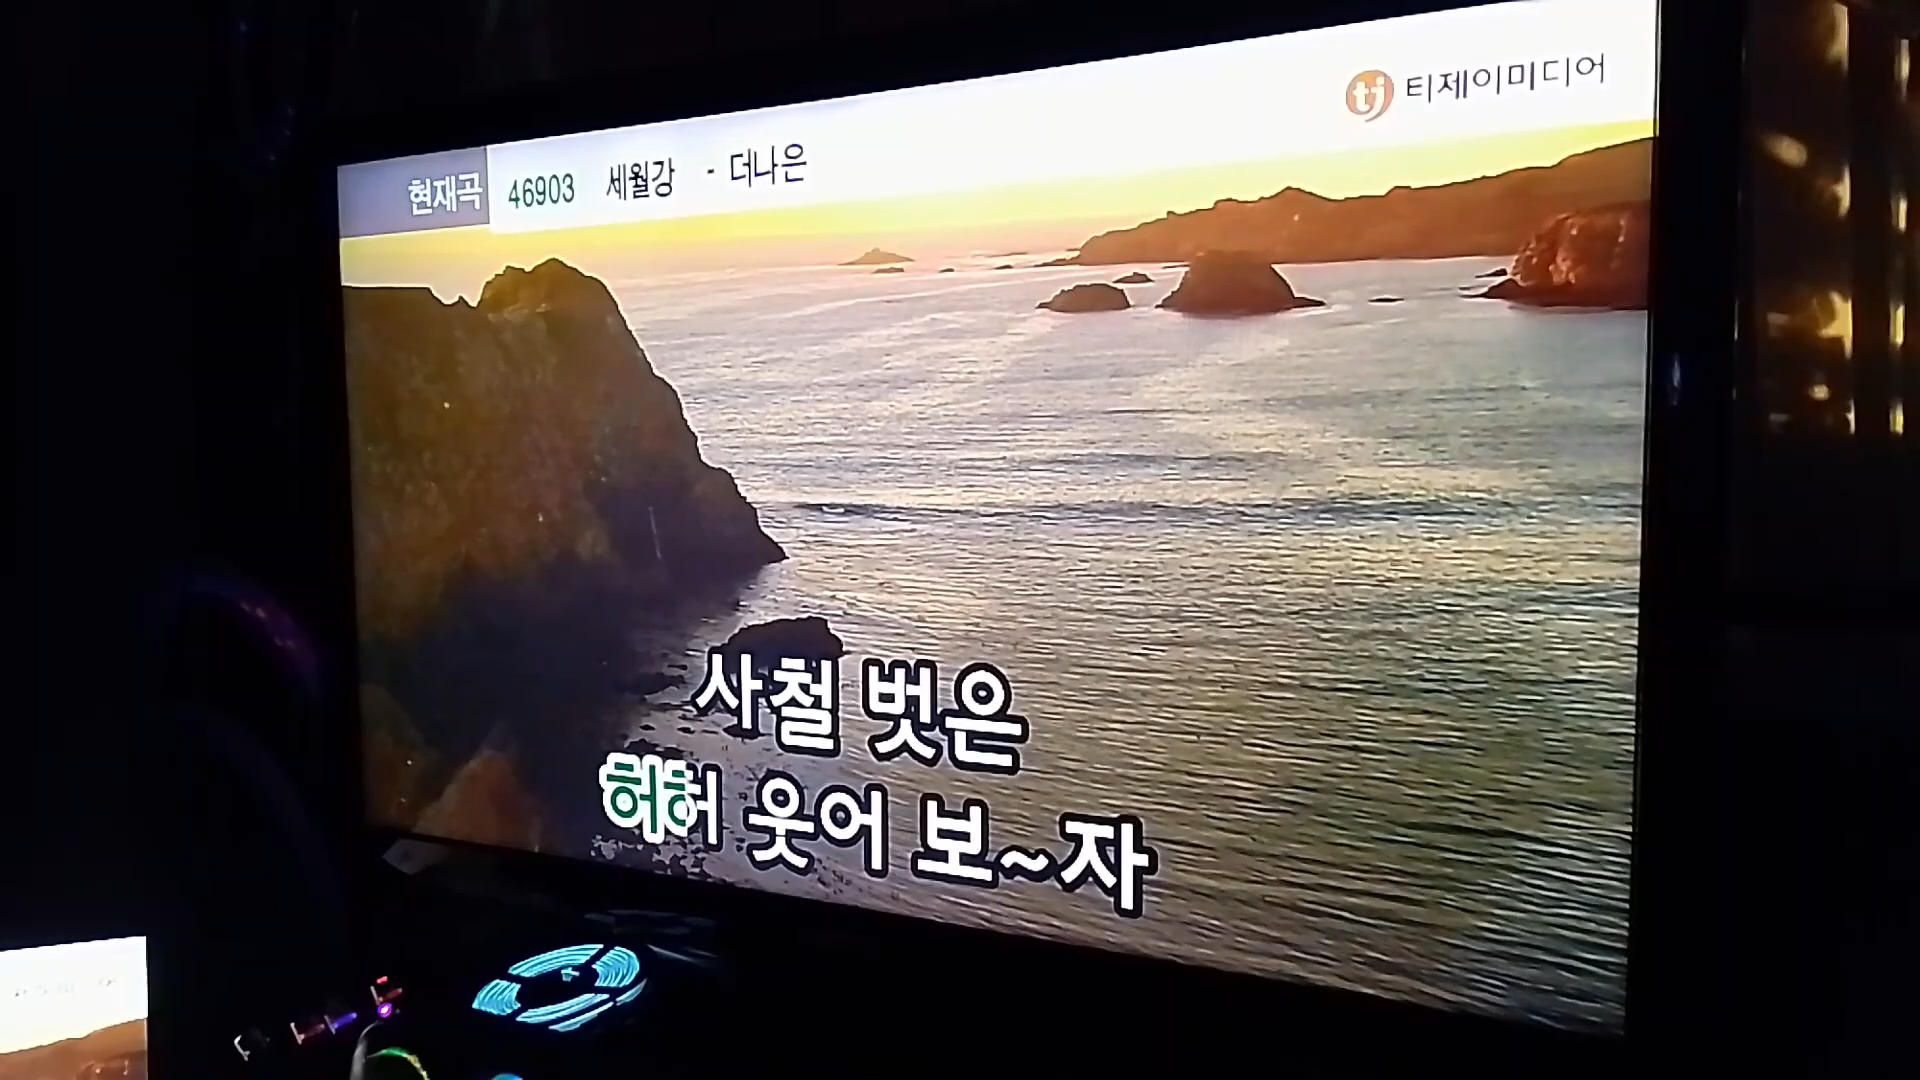 tj 티제이미디어
현재곡 46903 세월강 - 더나은
사철 벗은
허허 웃어 보~자